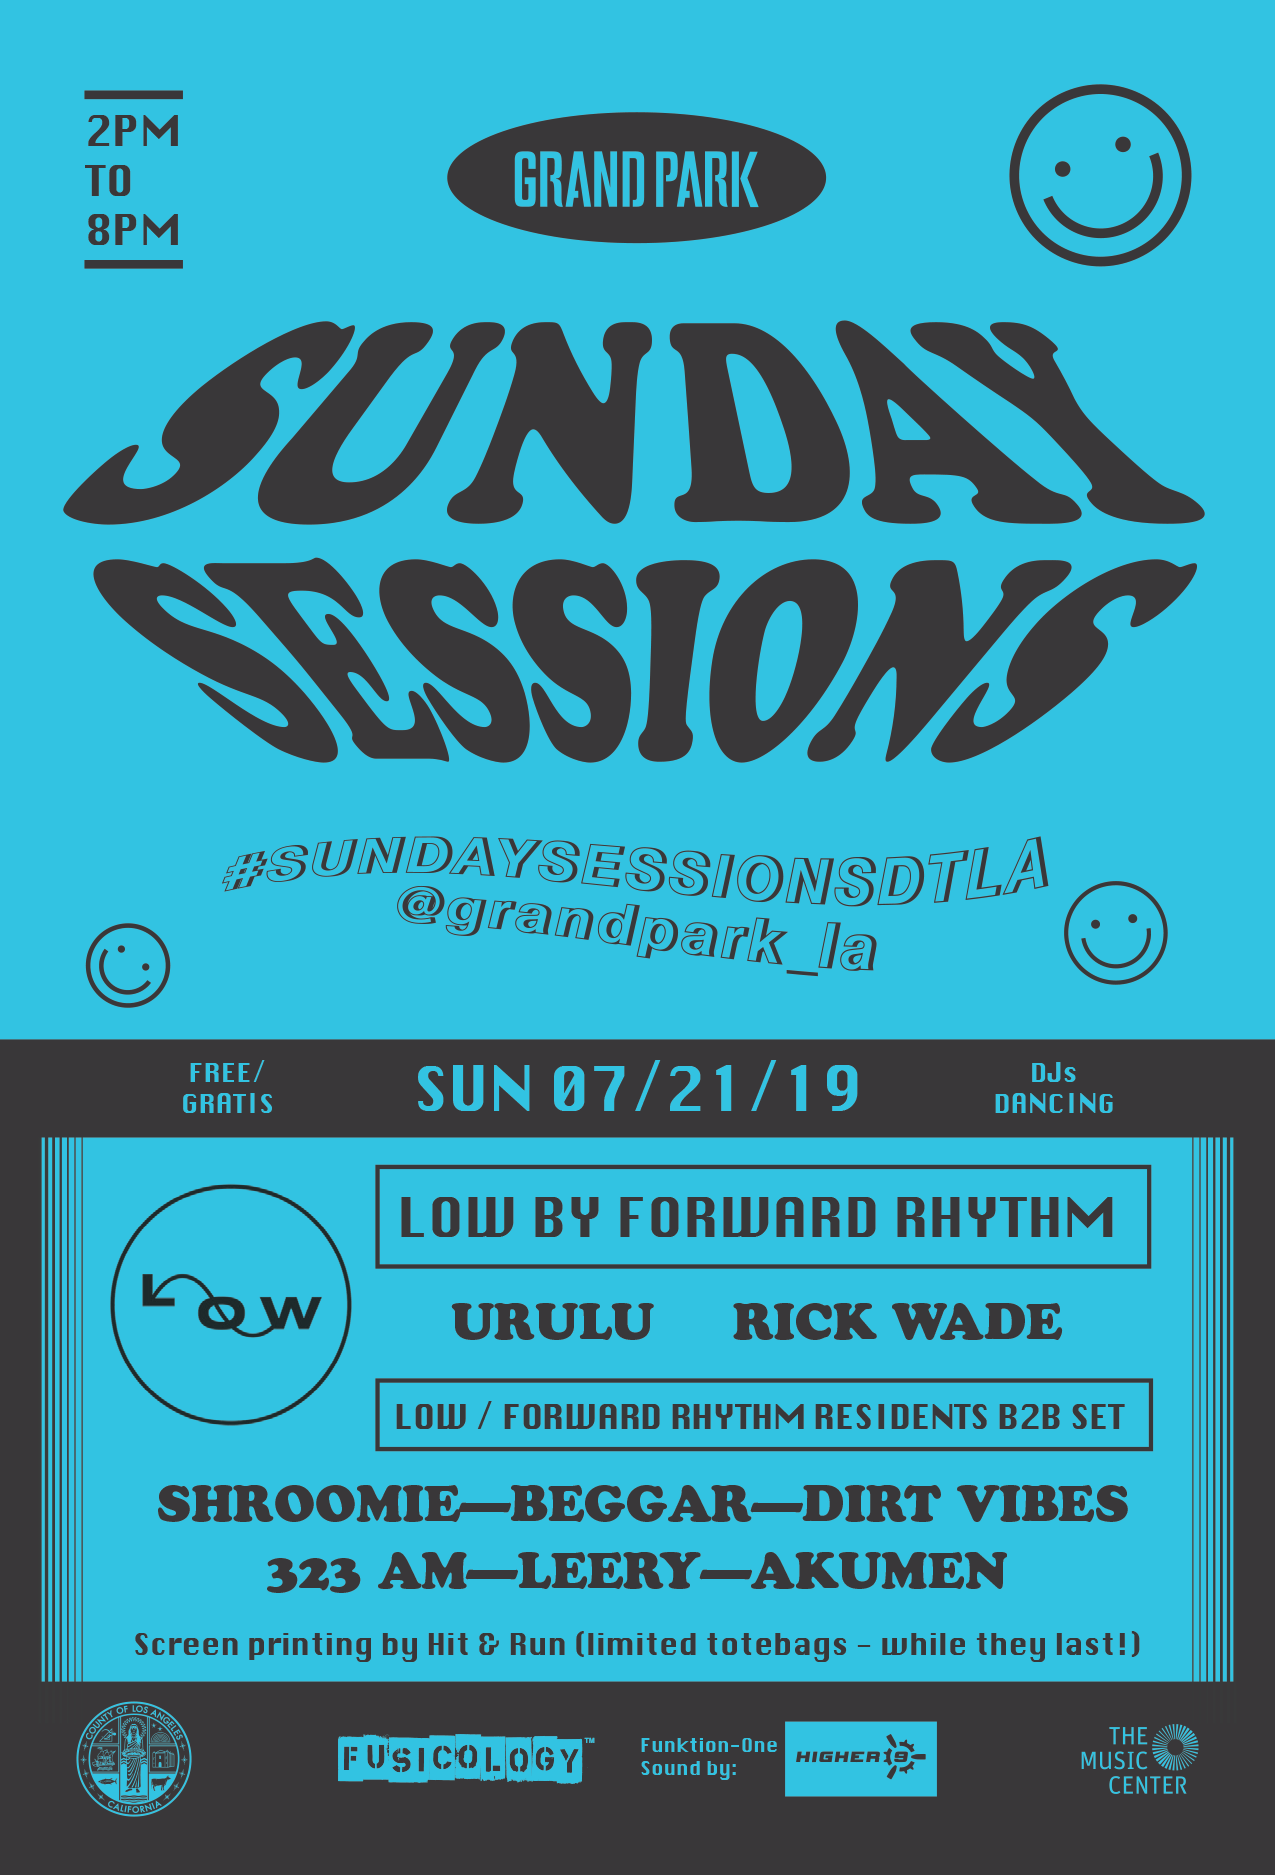 2PM
TO
8PM
GRAND PARK
SUNDAY
SESSIONS
#SUNDAYSESSIONSDTLA
@grandpark_la
FREE/
GRATIS
SUN 07/21/19
DJs
DANCING
LOW
LOW BY FORWARD RHYTHM
URULU RICK WADE
LOW / FORWARD RHYTHM RESIDENTS B2B SET
SHROOMIE—BEGGAR—DIRT VIBES
323 AM—LEERY—AKUMEN
Screen printing by Hit & Run (limited totebags - while they last!)
COUNTY OF LOS ANGELES
CALIFORNIA
FUSICOLOGY™
Funktion-One
Sound by:
HIGHER 9
THE
MUSIC
CENTER